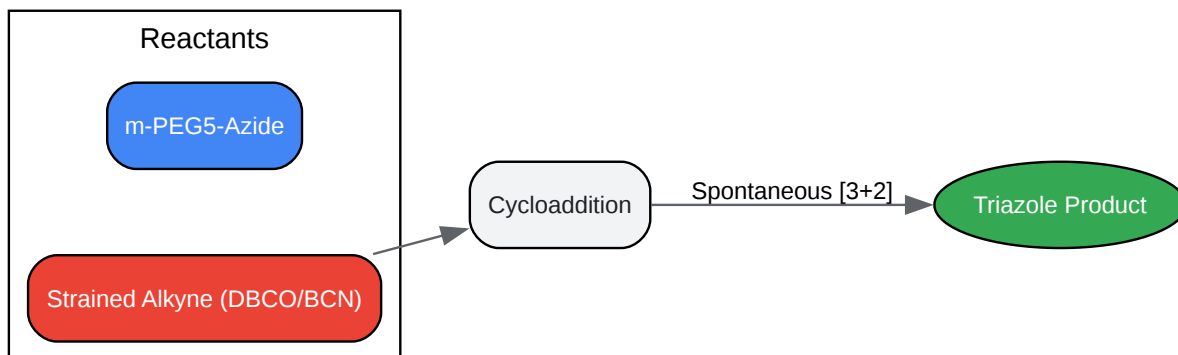 Reactants
m-PEG5-Azide
Strained Alkyne (DBCO/BCN)
Cycloaddition
Spontaneous [3+2]
Triazole Product